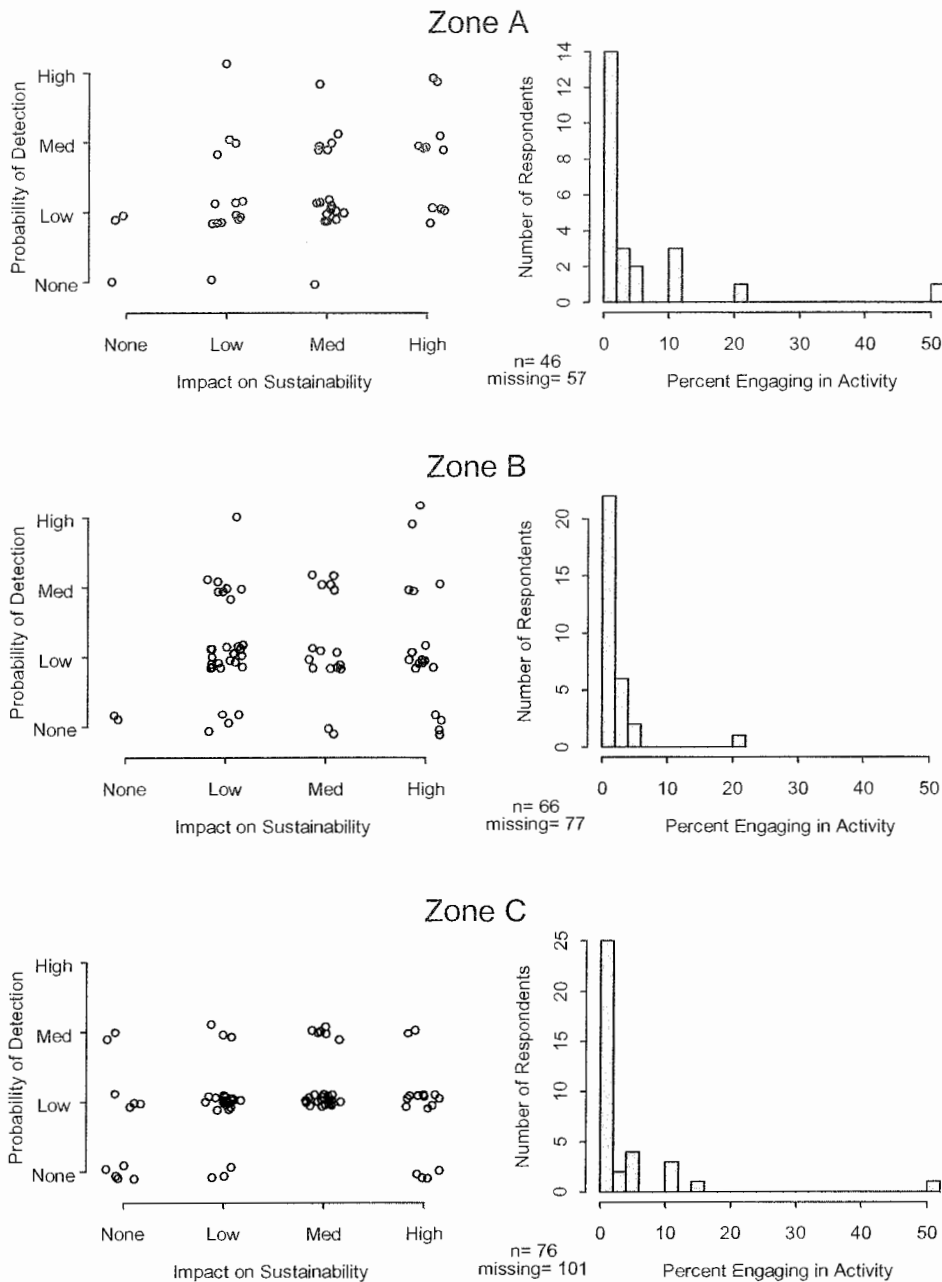 Zone A
Probability of Detection
High
Med
Low
None
None Low Med High
Impact on Sustainability
n= 46
missing= 57
Number of Respondents
14
12
10
8
6
4
2
0
0 10 20 30 40 50
Percent Engaging in Activity
Zone B
Probability of Detection
High
Med
Low
None
None Low Med High
Impact on Sustainability
n= 66
missing= 77
Number of Respondents
20
15
10
5
0
0 10 20 30 40 50
Percent Engaging in Activity
Zone C
Probability of Detection
High
Med
Low
None
None Low Med High
Impact on Sustainability
n= 76
missing= 101
Number of Respondents
25
20
15
10
5
0
0 10 20 30 40 50
Percent Engaging in Activity